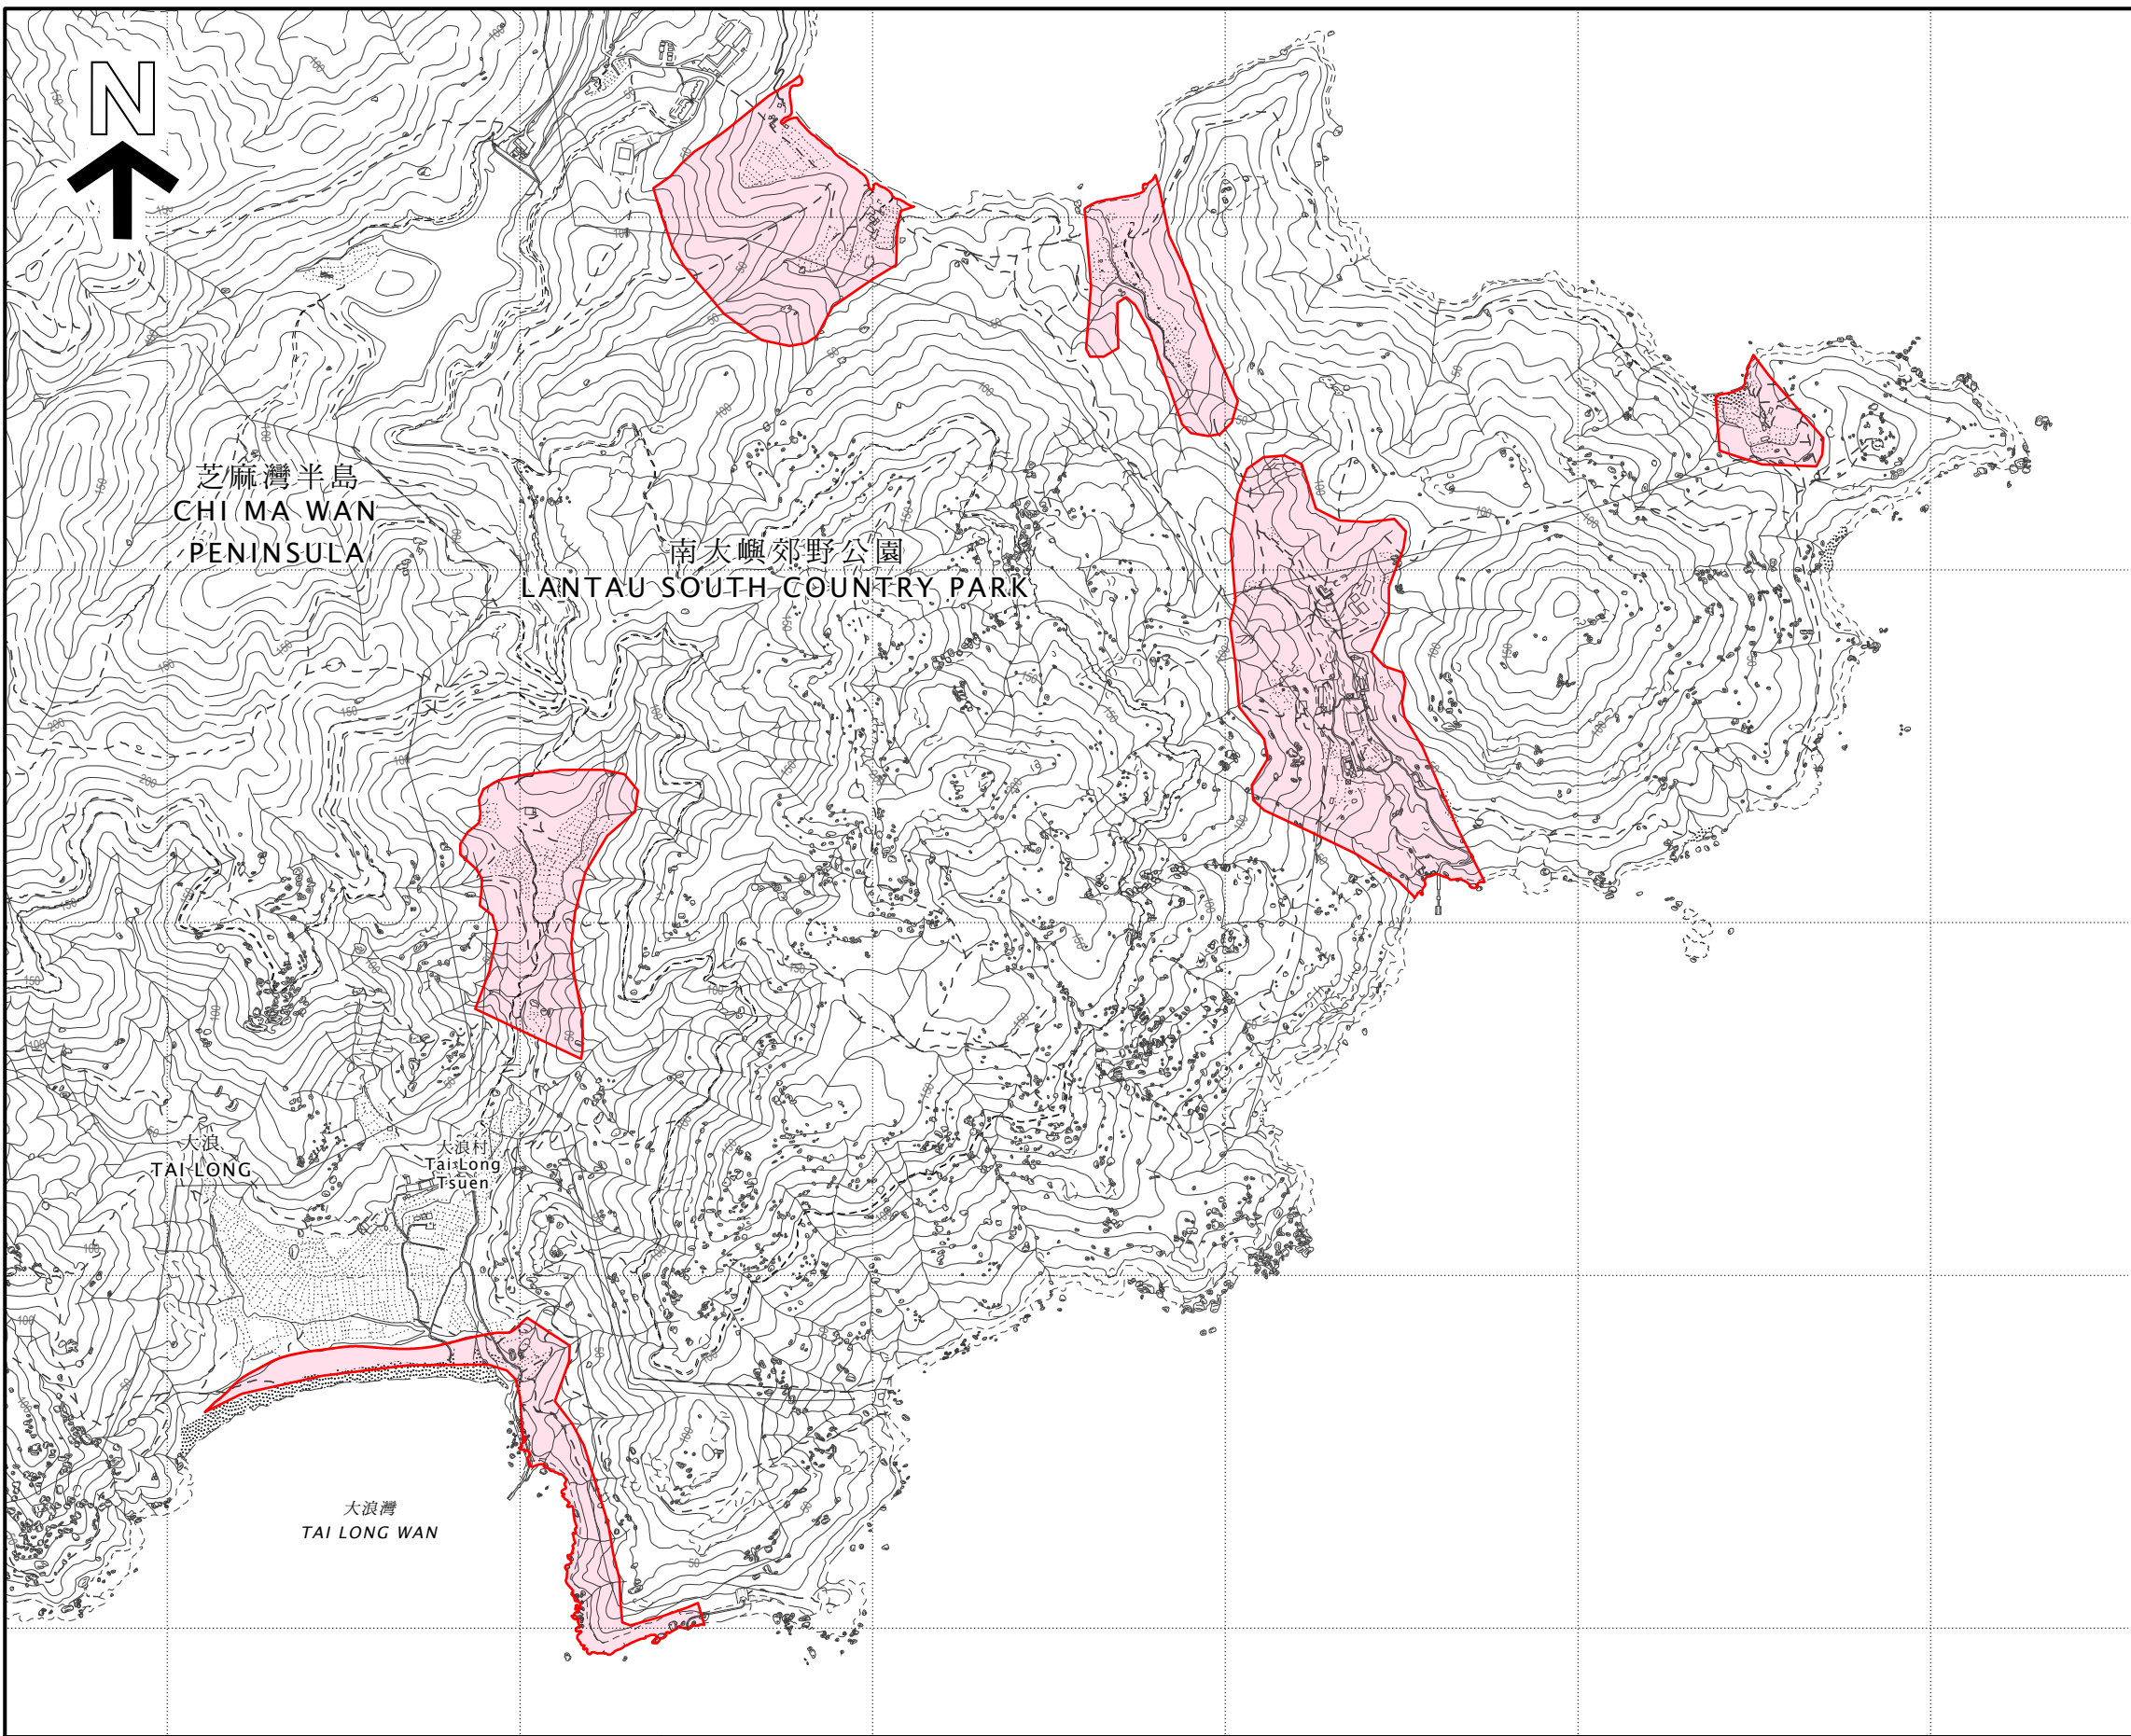 N
芝麻灣半島
CHI MA WAN
PENINSULA
南大嶼郊野公園
LANTAU SOUTH COUNTRY PARK
大浪
TAI LONG
大浪村
Tai Long
Tsuen
大浪灣
TAI LONG WAN